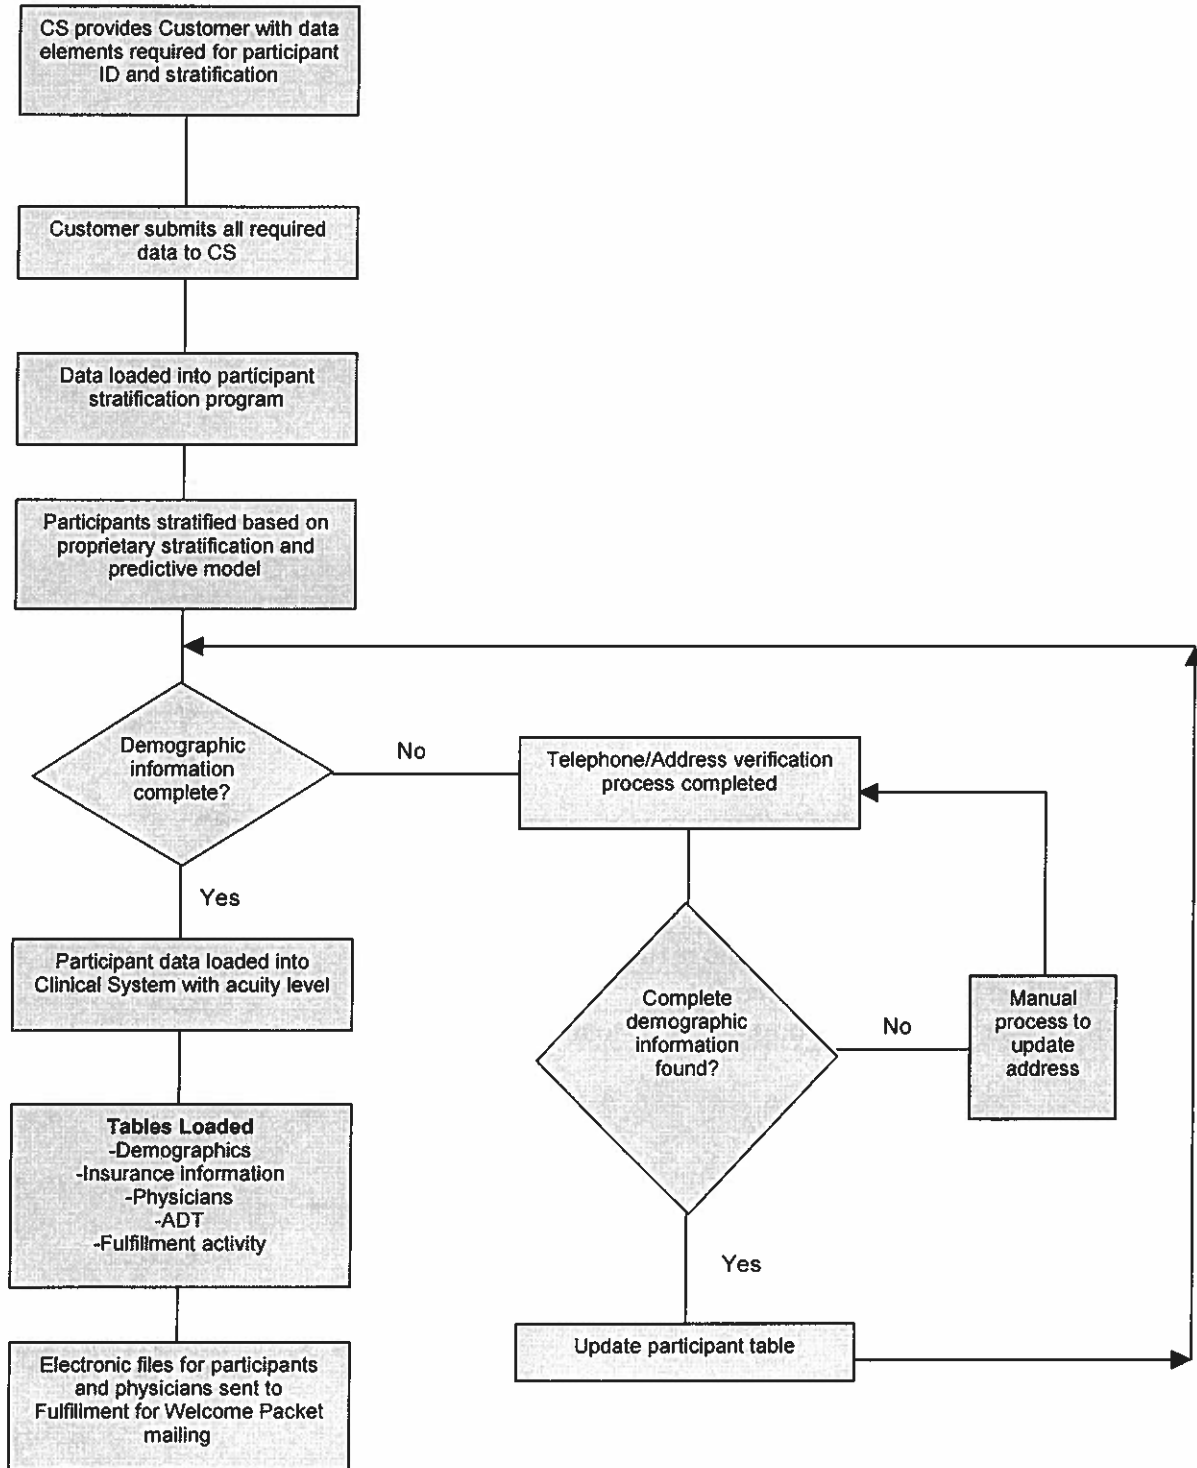 CS provides Customer with data
elements required for participant
ID and stratification
Customer submits all required
data to CS
Data loaded into participant
stratification program
Participants stratified based on
proprietary stratification and
predictive model
Demographic
information
complete?
No
Telephone/Address verification
process completed
Yes
Participant data loaded into
Clinical System with acuity level
Complete
demographic
information
found?
No
Manual
process to
update
address
Tables Loaded
-Demographics
-Insurance information
-Physicians
-ADT
-Fulfillment activity
Yes
Update participant table
Electronic files for participants
and physicians sent to
Fulfillment for Welcome Packet
mailing